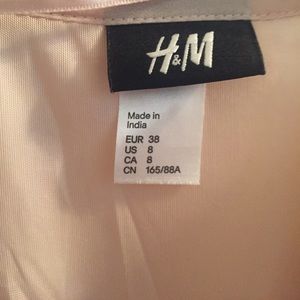 H&M
Made in
India
EUR 38
US 8
CA 8
CN 165/88A